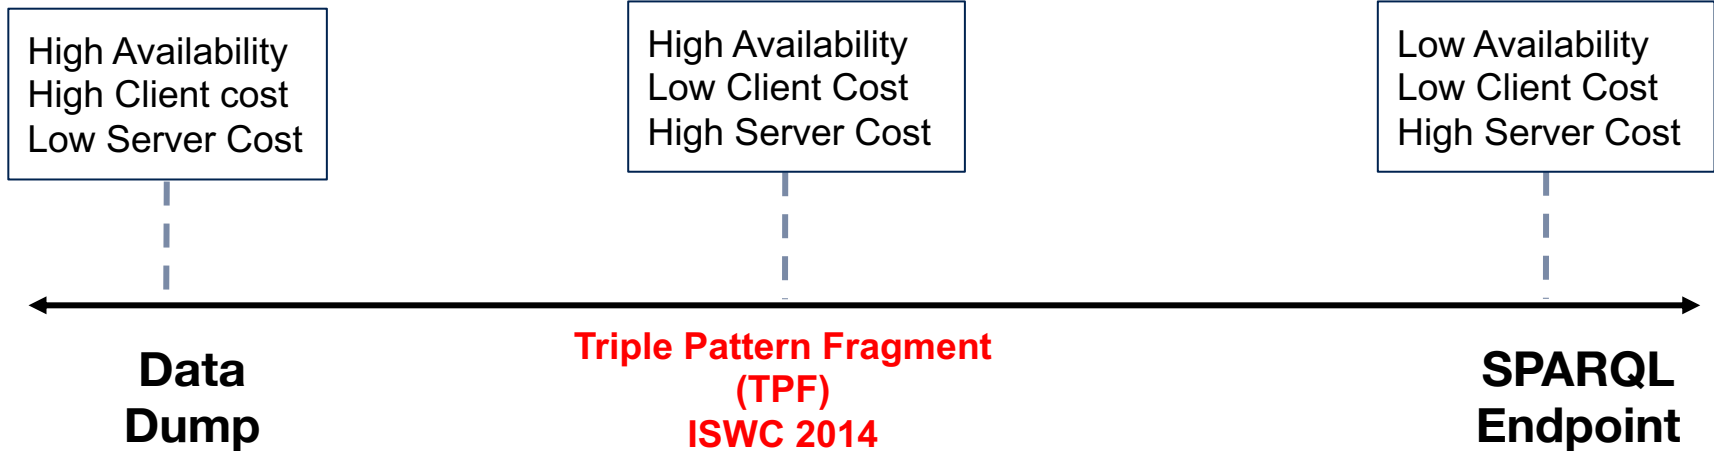 High Availability
High Client cost
Low Server Cost
High Availability
Low Client Cost
High Server Cost
Low Availability
Low Client Cost
High Server Cost
Data
Dump
Triple Pattern Fragment
(TPF)
ISWC 2014
SPARQL
Endpoint